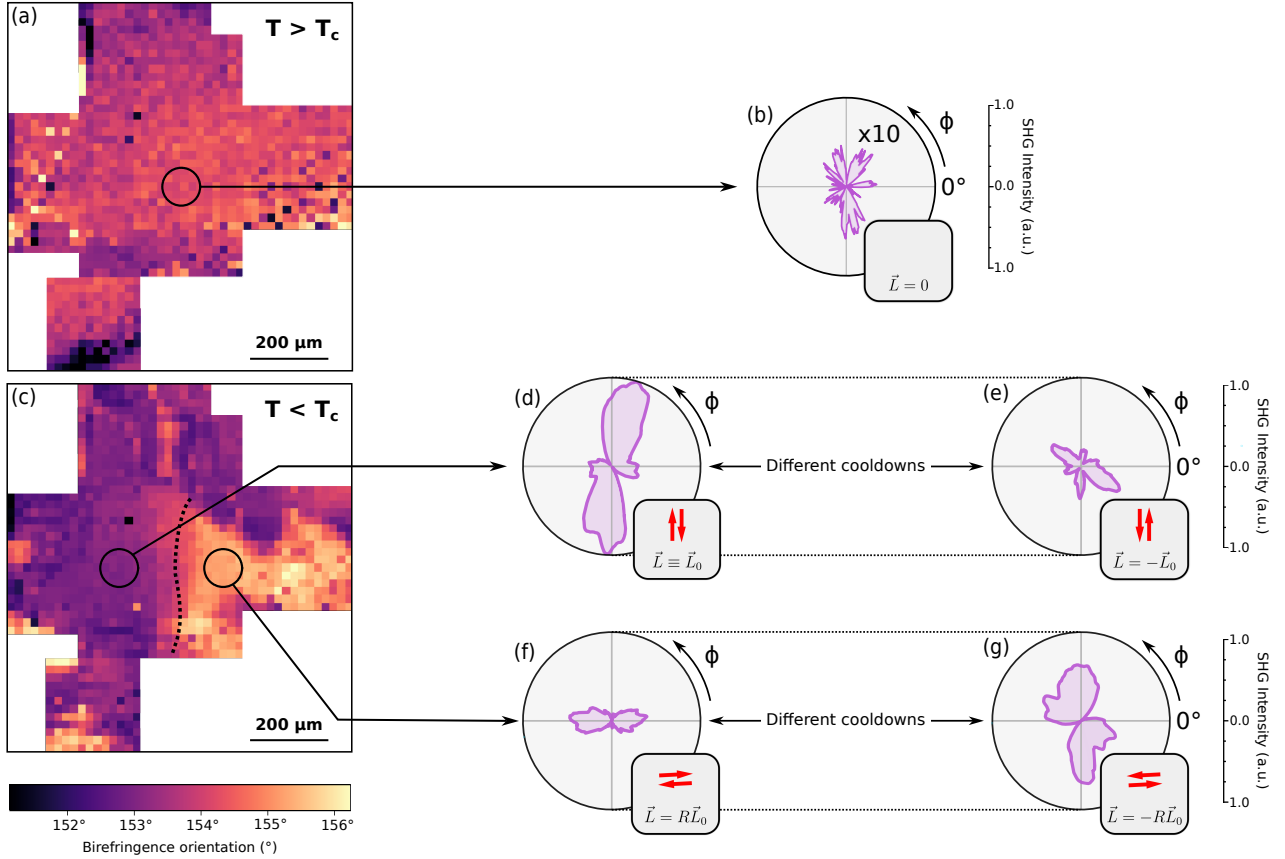 (a)
T > Tc
200 μm
(b)
x10
ϕ
0°
L⃗ = 0
1.0
0.0
1.0
SHG Intensity (a.u.)
(c)
T < Tc
200 μm
(d)
ϕ
L⃗ ≡ L⃗0
Different cooldowns
(e)
ϕ
0°
L⃗ = −L⃗0
1.0
0.0
1.0
SHG Intensity (a.u.)
(f)
ϕ
L⃗ = RL⃗0
Different cooldowns
(g)
ϕ
0°
L⃗ = −RL⃗0
1.0
0.0
1.0
SHG Intensity (a.u.)
152° 153° 154° 155° 156°
Birefringence orientation (°)